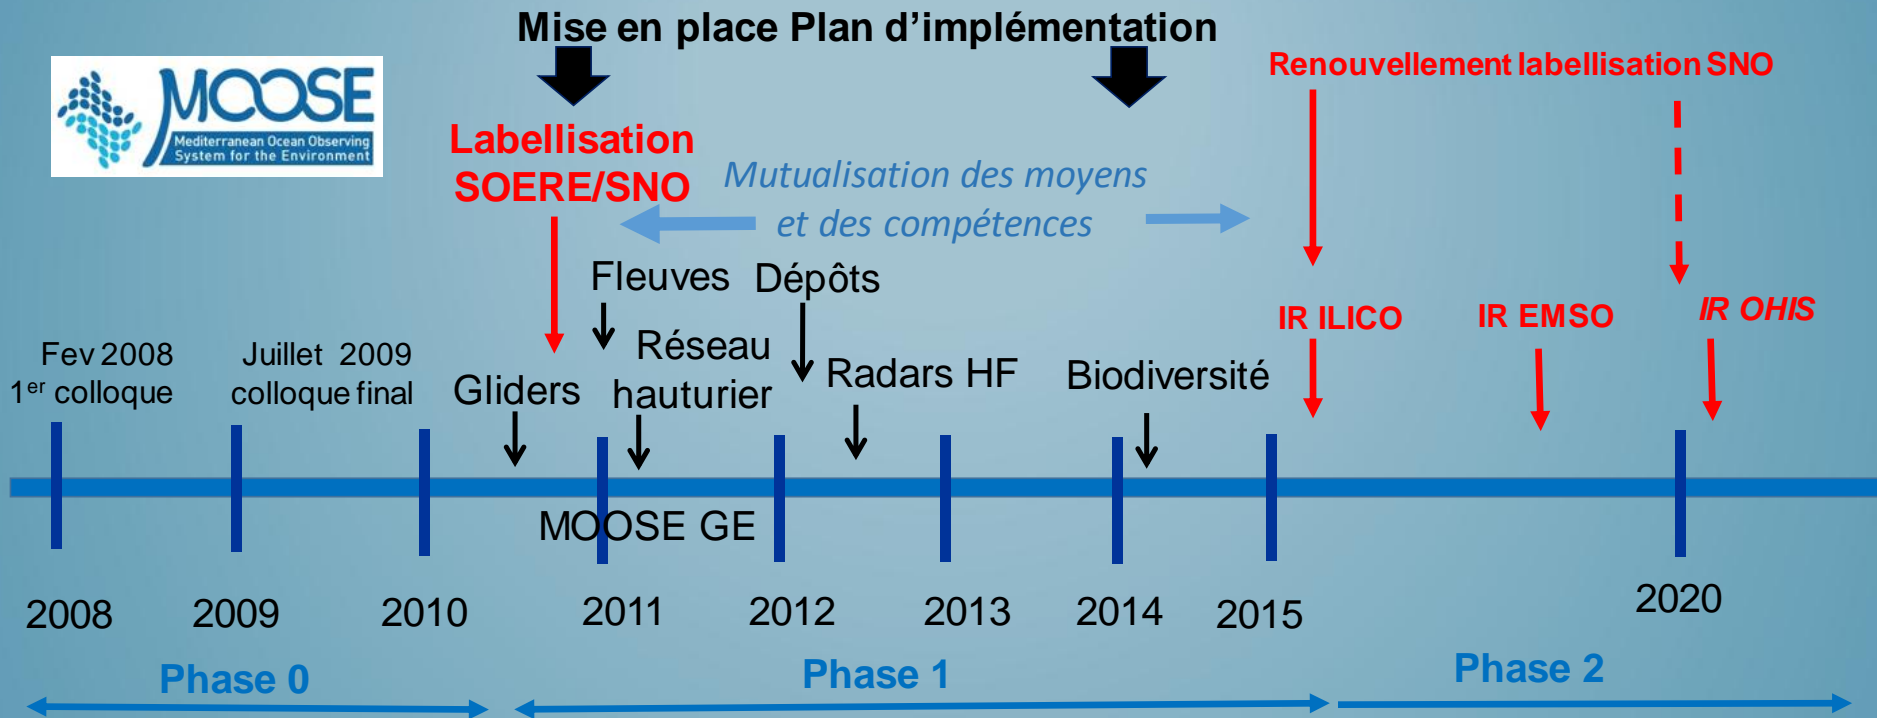 Mise en place Plan d’implémentation
MOOSE
Mediterranean Ocean Observing
System for the Environment
Renouvellement labellisation SNO
Labellisation
SOERE/SNO
Mutualisation des moyens
et des compétences
Fleuves
Dépôts
IR ILICO
IR EMSO
IR OHIS
Fev 2008
1er colloque
Juillet 2009
colloque final
Gliders
Réseau
hauturier
Radars HF
Biodiversité
MOOSE GE
2008
2009
2010
2011
2012
2013
2014
2015
2020
Phase 0
Phase 1
Phase 2